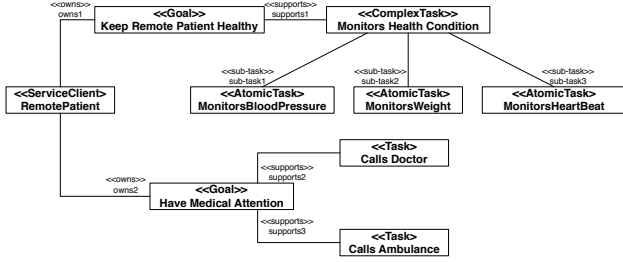 <<owns>>
owns1
<<Goal>>
Keep Remote Patient Healthy
<<supports>>
supports1
<<ComplexTask>
Monitors Health Condition
<<sub-task>>
sub-task1
<<sub-task>>
sub-task2
<<sub-task>>
sub-task3
<<ServiceClient>
RemotePatient
<<AtomicTask>
MonitorsBloodPressure
<<AtomicTask>
MonitorsWeight
<<AtomicTask>
MonitorsHeartBeat
<<owns>>
owns2
<<Goal>>
Have Medical Attention
<<supports>>
supports2
<<Task>
Calls Doctor
<<supports>>
supports3
<<Task>
Calls Ambulance